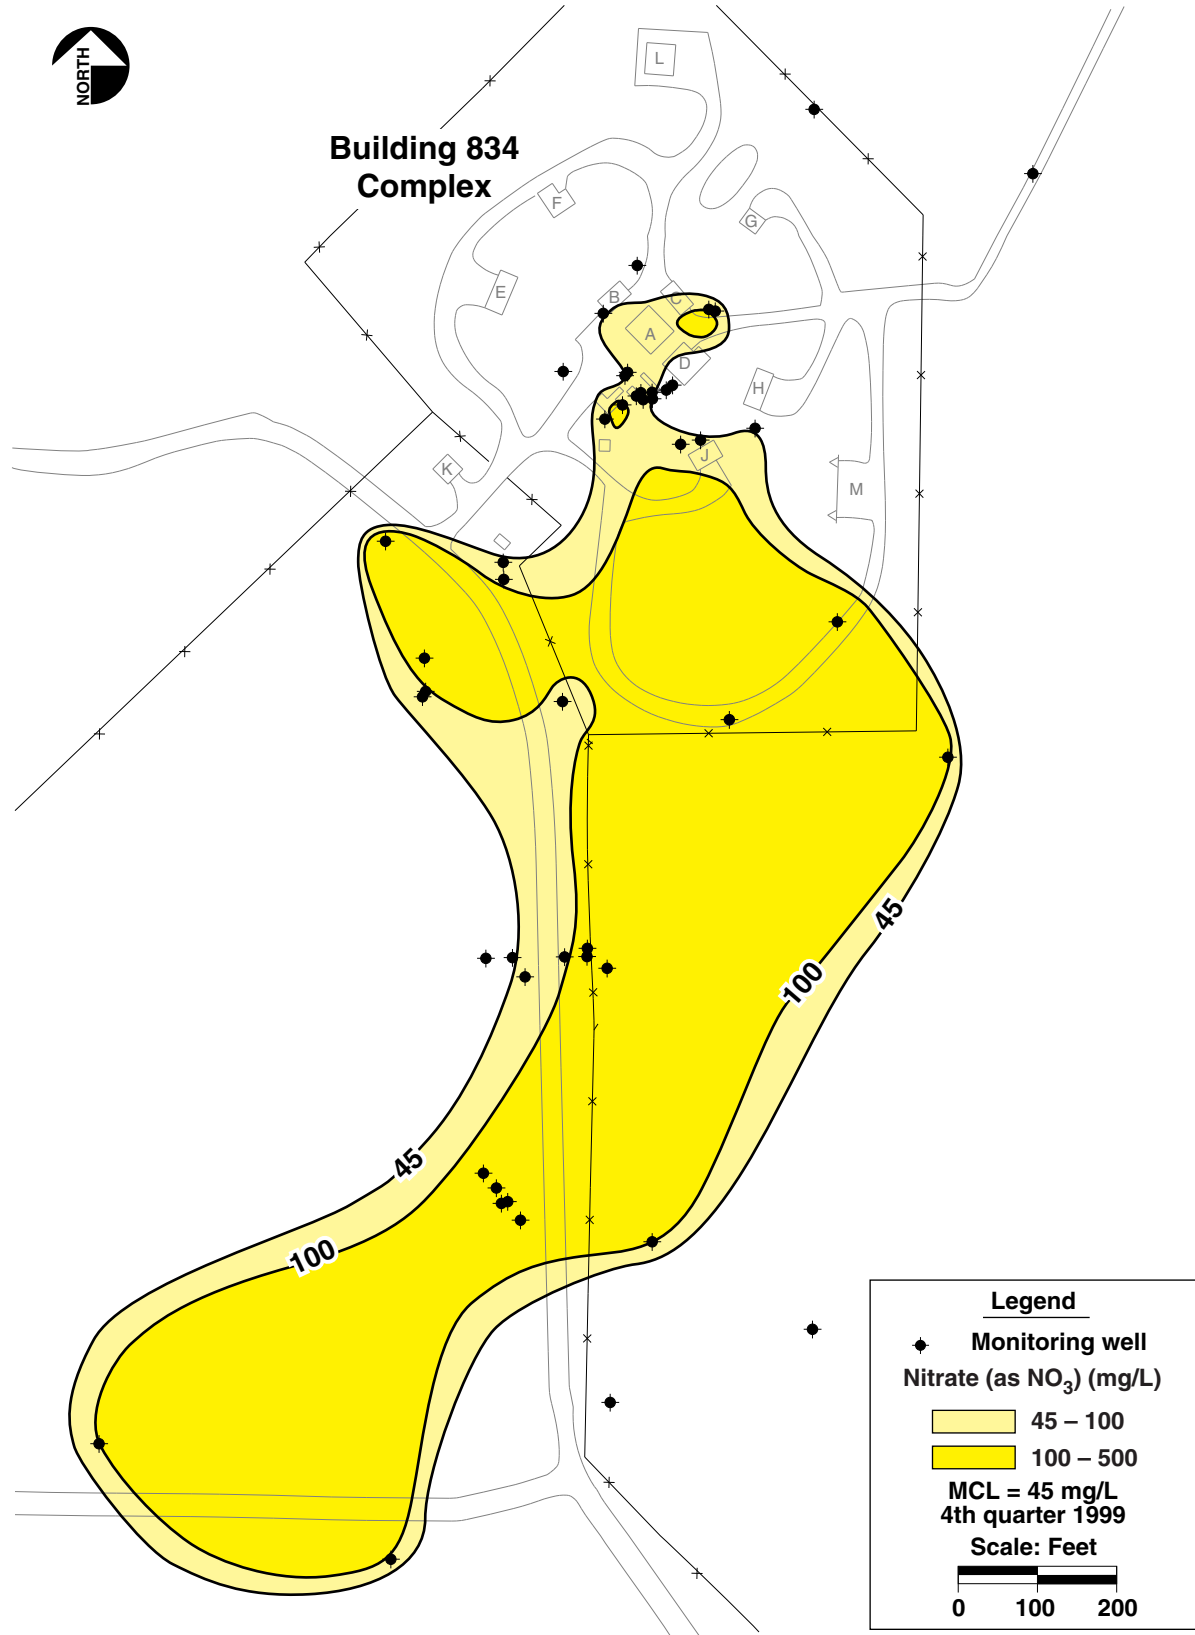 NORTH
L
Building 834
Complex
F
G
E
B
C
A
D
H
J
K
M
45
100
45
100
Legend
Monitoring well
Nitrate (as NO3) (mg/L)
45 – 100
100 – 500
MCL = 45 mg/L
4th quarter 1999
Scale: Feet
0 100 200